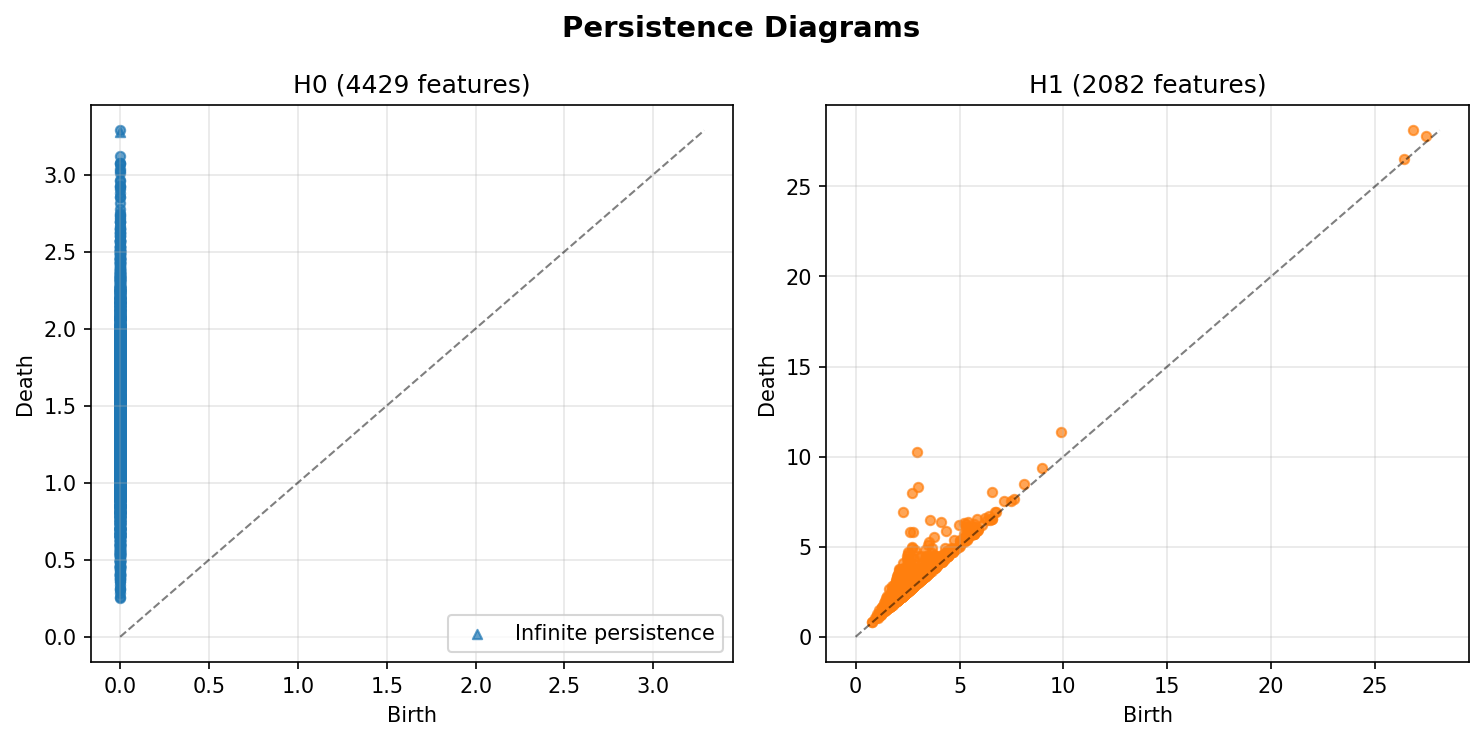 Persistence Diagrams
H0 (4429 features)
Death
3.0
2.5
2.0
1.5
1.0
0.5
0.0
0.0 0.5 1.0 1.5 2.0 2.5 3.0
Birth
Infinite persistence
H1 (2082 features)
Death
25
20
15
10
5
0
0 5 10 15 20 25
Birth